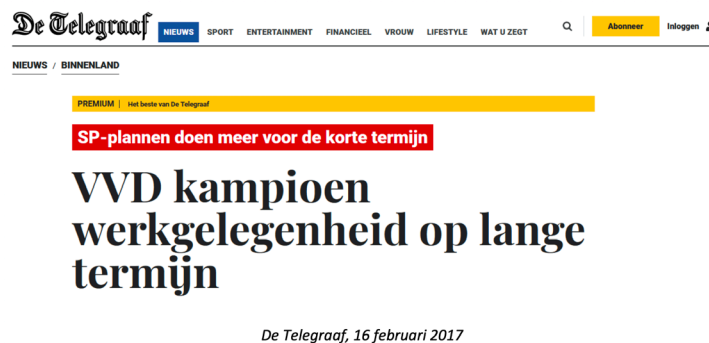 De Telegraaf NIEUWS SPORT ENTERTAINMENT FINANCIEEL VROUW LIFESTYLE WAT U ZEGT Abonneer Inloggen
NIEUWS / BINNENLAND
PREMIUM | Het beste van De Telegraaf
SP-plannen doen meer voor de korte termijn
VVD kampioen
werkgelegenheid op lange
termijn
De Telegraaf, 16 februari 2017